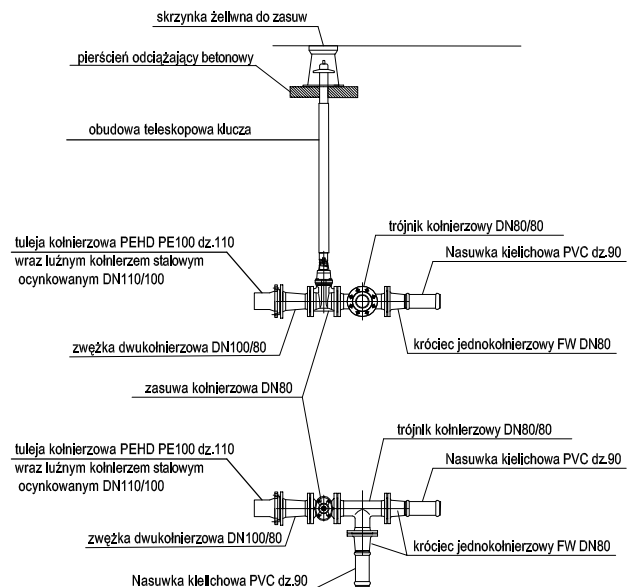 skrzynka żeliwna do zasuw
pierścień odciążający betonowy
obudowa teleskopowa klucza
trójnik kołnierzowy DN80/80
tuleja kołnierzowa PEHD PE100 dz.110
wraz luźnym kołnierzem stalowym
ocynkowanym DN110/100
Nasuwka kielichowa PVC dz.90
zwężka dwukołnierzowa DN100/80
króciec jednokołnierzowy FW DN80
zasuwa kołnierzowa DN80
trójnik kołnierzowy DN80/80
tuleja kołnierzowa PEHD PE100 dz.110
wraz luźnym kołnierzem stalowym
ocynkowanym DN110/100
Nasuwka kielichowa PVC dz.90
zwężka dwukołnierzowa DN100/80
króciec jednokołnierzowy FW DN80
Nasuwka kielichowa PVC dz.90